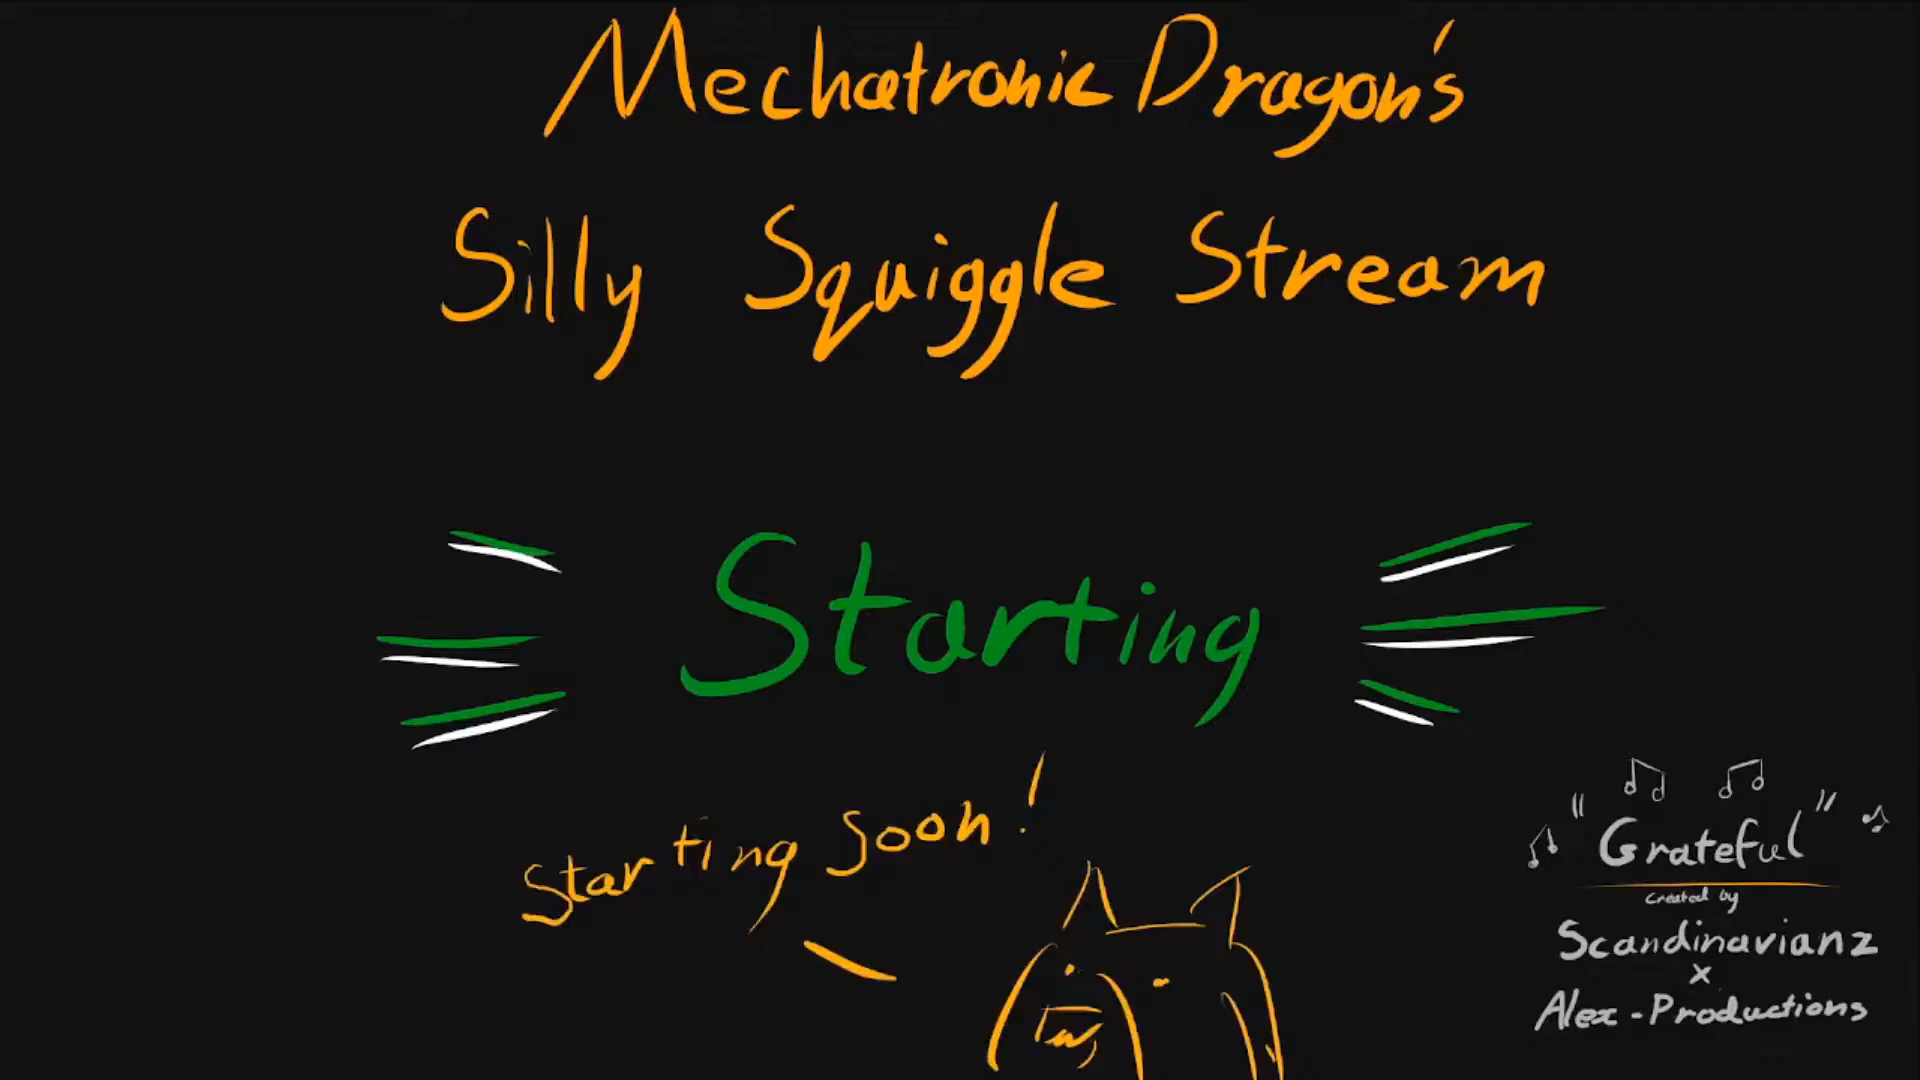 Mechatronic Dragon's
Silly Squiggle Stream
Starting
Starting soon!
"Grateful"
created by
Scandinavianz
x
Alex-Productions